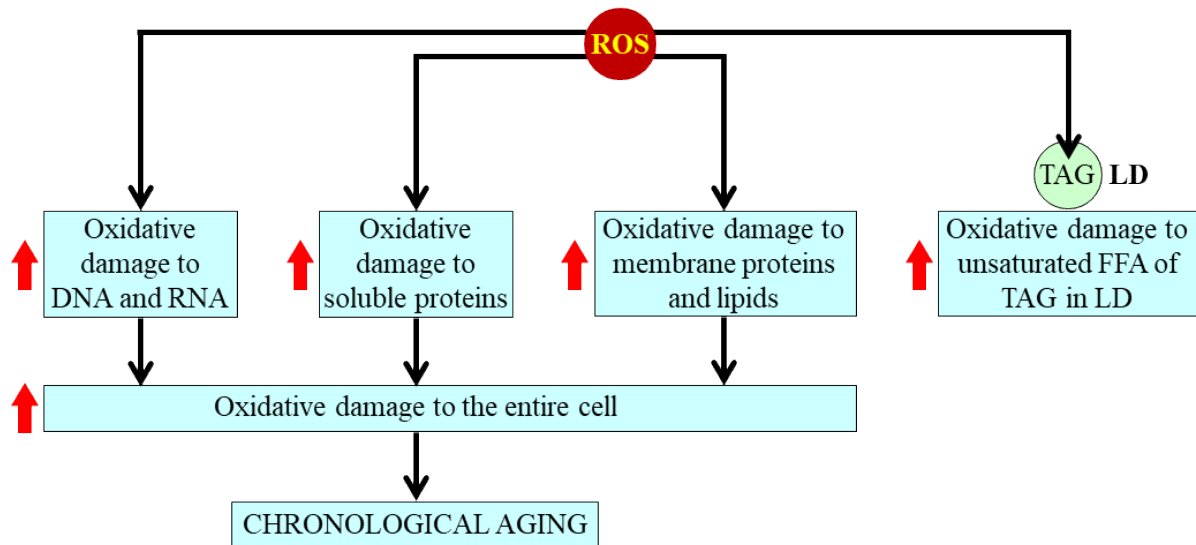 ROS
TAG LD
Oxidative
damage to
DNA and RNA
Oxidative
damage to
soluble proteins
Oxidative damage to
membrane proteins
and lipids
Oxidative damage to
unsaturated FFA of
TAG in LD
Oxidative damage to the entire cell
CHRONOLOGICAL AGING